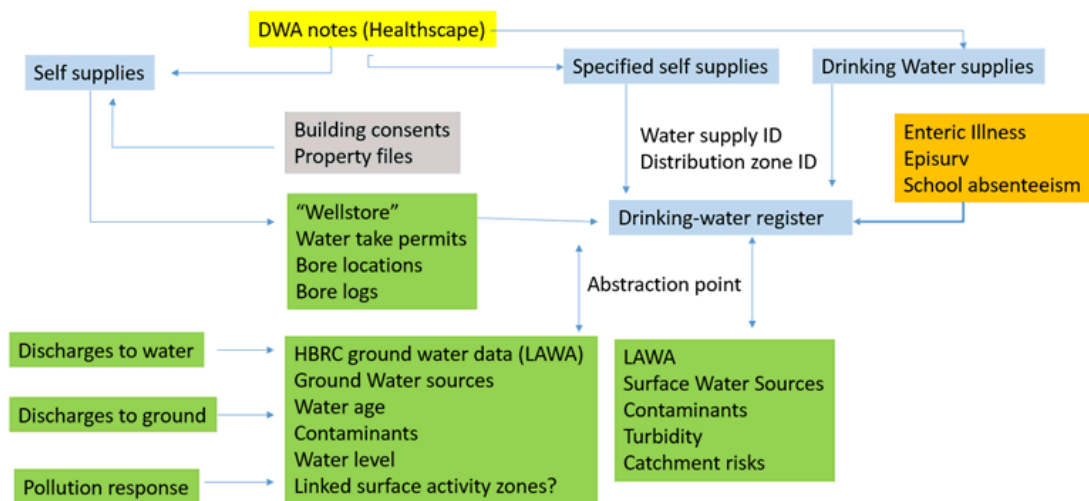 DWA notes (Healthscape)
Self supplies
Specified self supplies
Drinking Water supplies
Building consents
Property files
Water supply ID
Distribution zone ID
Enteric Illness
Episurv
School absenteeism
“Wellstore”
Water take permits
Bore locations
Bore logs
Drinking-water register
Abstraction point
Discharges to water
Discharges to ground
Pollution response
HBRC ground water data (LAWA)
Ground Water sources
Water age
Contaminants
Water level
Linked surface activity zones?
LAWA
Surface Water Sources
Contaminants
Turbidity
Catchment risks